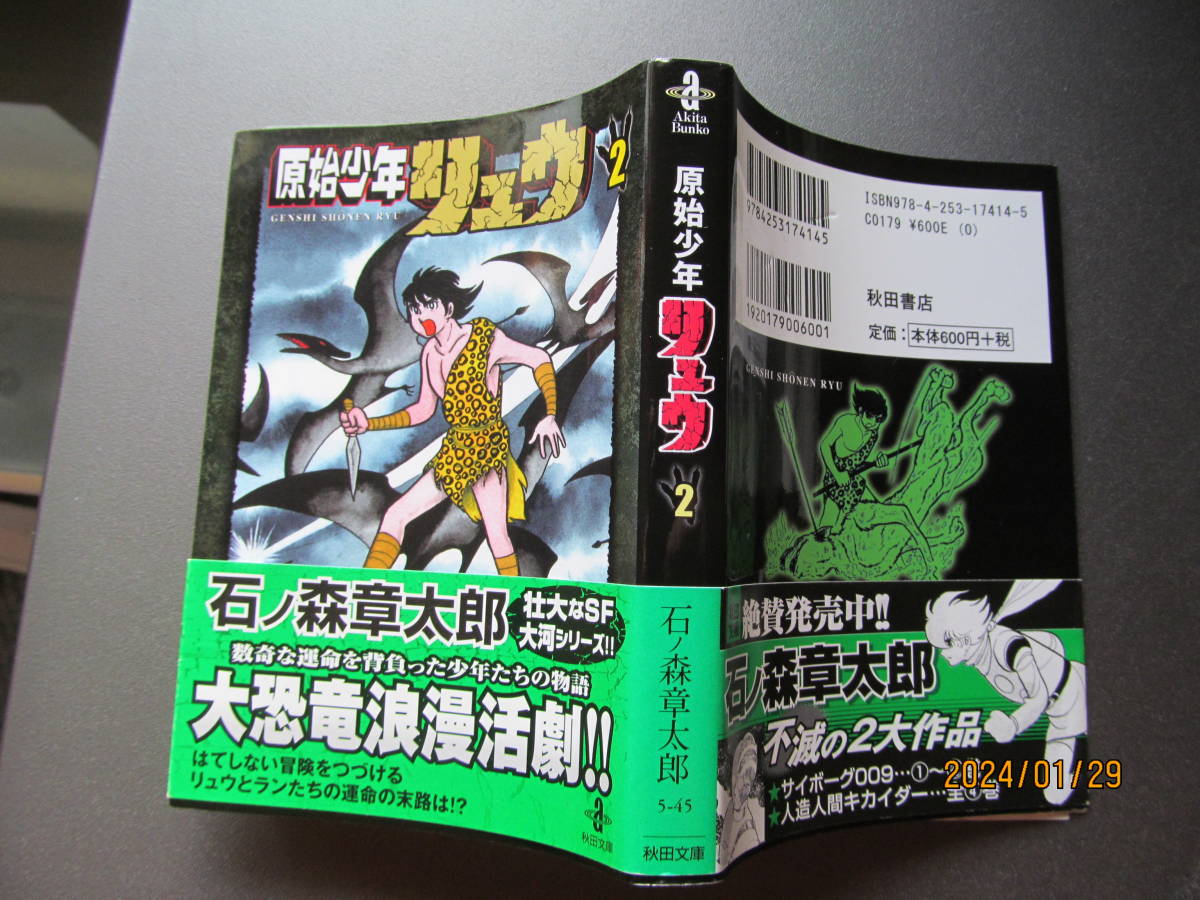 原始少年リュウ 2
GENSHI SHŌNEN RYU
石ノ森章太郎
壮大なSF
大河シリーズ!!
数奇な運命を背負った少年たちの物語
大恐竜浪漫活劇!!
はてしない冒険をつづける
リュウとランたちの運命の末路は!?
a
秋田文庫
a
Akita
Bunko
原始少年
リュウ
2
石ノ森章太郎
5-45
秋田文庫
9784253174145
1920179006001
ISBN978-4-253-17414-5
C0179 ¥600E (0)
秋田書店
定価:本体600円+税
GENSHI SHŌNEN RYU
絶賛発売中!!
石ノ森章太郎
不滅の2大作品
★サイボーグ009…①〜
★人造人間キカイダー…全④巻
2024/01/29